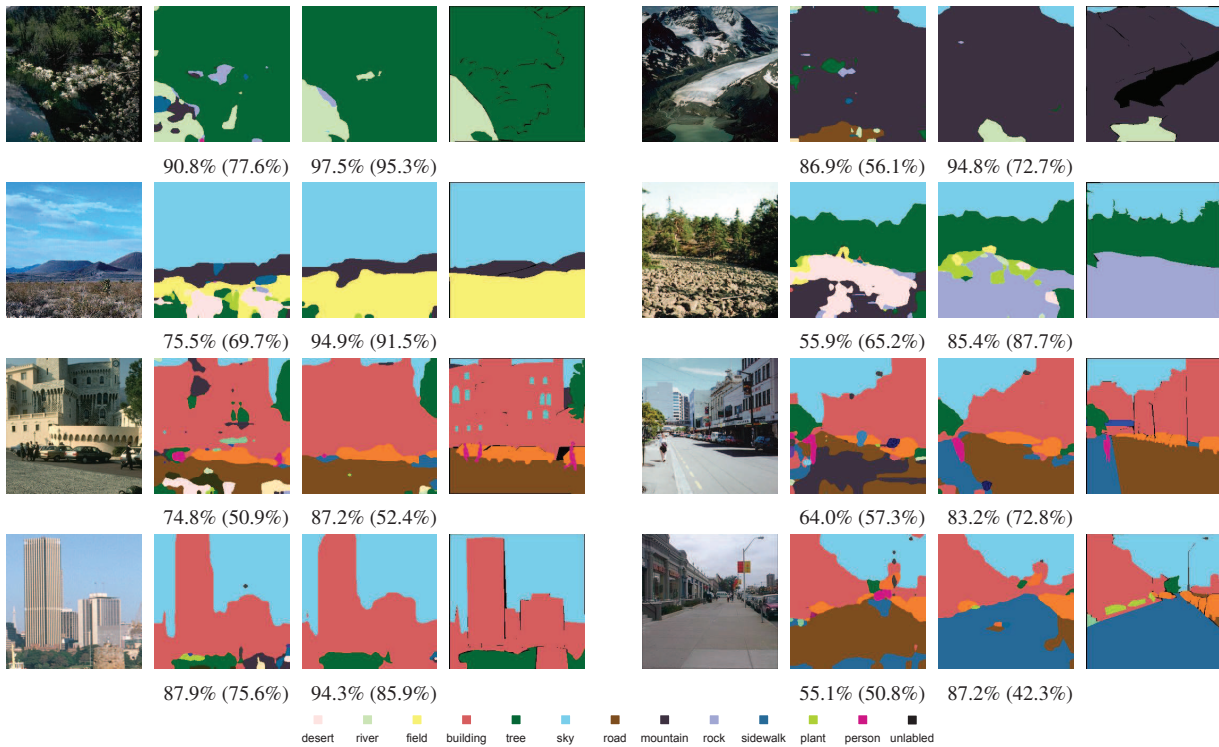 90.8% (77.6%) 97.5% (95.3%) 86.9% (56.1%) 94.8% (72.7%)
75.5% (69.7%) 94.9% (91.5%) 55.9% (65.2%) 85.4% (87.7%)
74.8% (50.9%) 87.2% (52.4%) 64.0% (57.3%) 83.2% (72.8%)
87.9% (75.6%) 94.3% (85.9%) 55.1% (50.8%) 87.2% (42.3%)
desert river field building tree sky road mountain rock sidewalk plant person unlabled